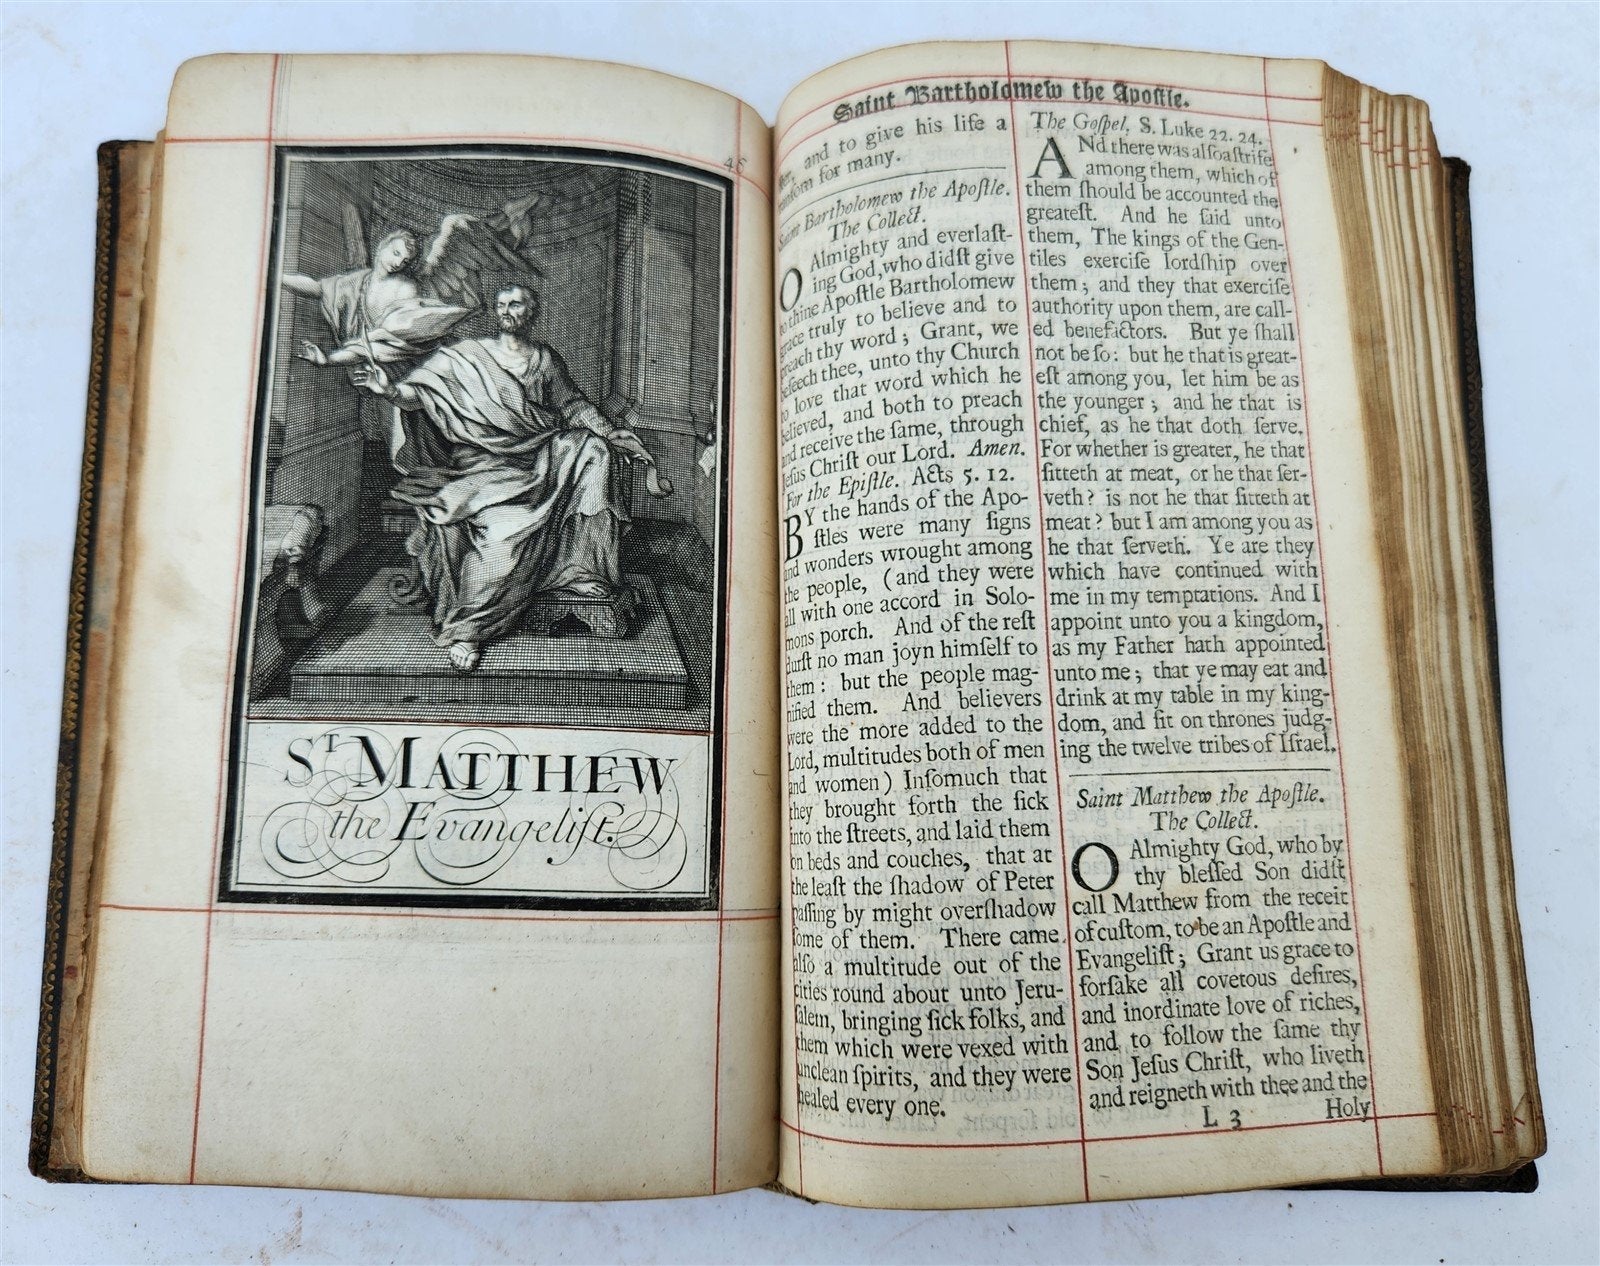 46
St MATTHEW
the Evangeliſt.
Saint Bartholomew the Apoſtle.
and to give his life a
ranſom for many.
Saint Bartholomew the Apoſtle.
The Collect.
O Almighty and everlaſt-
ing God, who didſt give
to thine Apoſtle Bartholomew
grace truly to believe and to
preach thy word; Grant, we
beſeech thee, unto thy Church
to love that word which he
believed, and both to preach
and receive the ſame, through
Jeſus Chriſt our Lord. Amen.
For the Epiſtle. Acts 5. 12.
BY the hands of the Apo-
ſtles were many ſigns
and wonders wrought among
the people, (and they were
all with one accord in Solo-
mons porch. And of the reſt
durſt no man joyn himſelf to
them: but the people mag-
nified them. And believers
were the more added to the
Lord, multitudes both of men
and women) Inſomuch that
they brought forth the ſick
into the ſtreets, and laid them
on beds and couches, that at
the leaſt the ſhadow of Peter
paſſing by might overſhadow
ſome of them. There came
alſo a multitude out of the
cities round about unto Jeru-
ſalem, bringing ſick folks, and
them which were vexed with
unclean ſpirits, and they were
healed every one.
The Goſpel. S. Luke 22. 24.
ANd there was alſo a ſtrife
among them, which of
them ſhould be accounted the
greateſt. And he ſaid unto
them, The kings of the Gen-
tiles exerciſe lordſhip over
them; and they that exerciſe
authority upon them, are call-
ed benefactors. But ye ſhall
not be ſo: but he that is great-
eſt among you, let him be as
the younger; and he that is
chief, as he that doth ſerve.
For whether is greater, he that
ſitteth at meat, or he that ſer-
veth? is not he that ſitteth at
meat? but I am among you as
he that ſerveth. Ye are they
which have continued with
me in my temptations. And I
appoint unto you a kingdom,
as my Father hath appointed
unto me; that ye may eat and
drink at my table in my king-
dom, and ſit on thrones judg-
ing the twelve tribes of Iſrael.
Saint Matthew the Apoſtle.
The Collect.
O Almighty God, who by
thy bleſſed Son didſt
call Matthew from the receit
of cuſtom, to be an Apoſtle and
Evangeliſt; Grant us grace to
forſake all covetous deſires,
and inordinate love of riches,
and to follow the ſame thy
Son Jeſus Chriſt, who liveth
and reigneth with thee and the
L 3 Holy